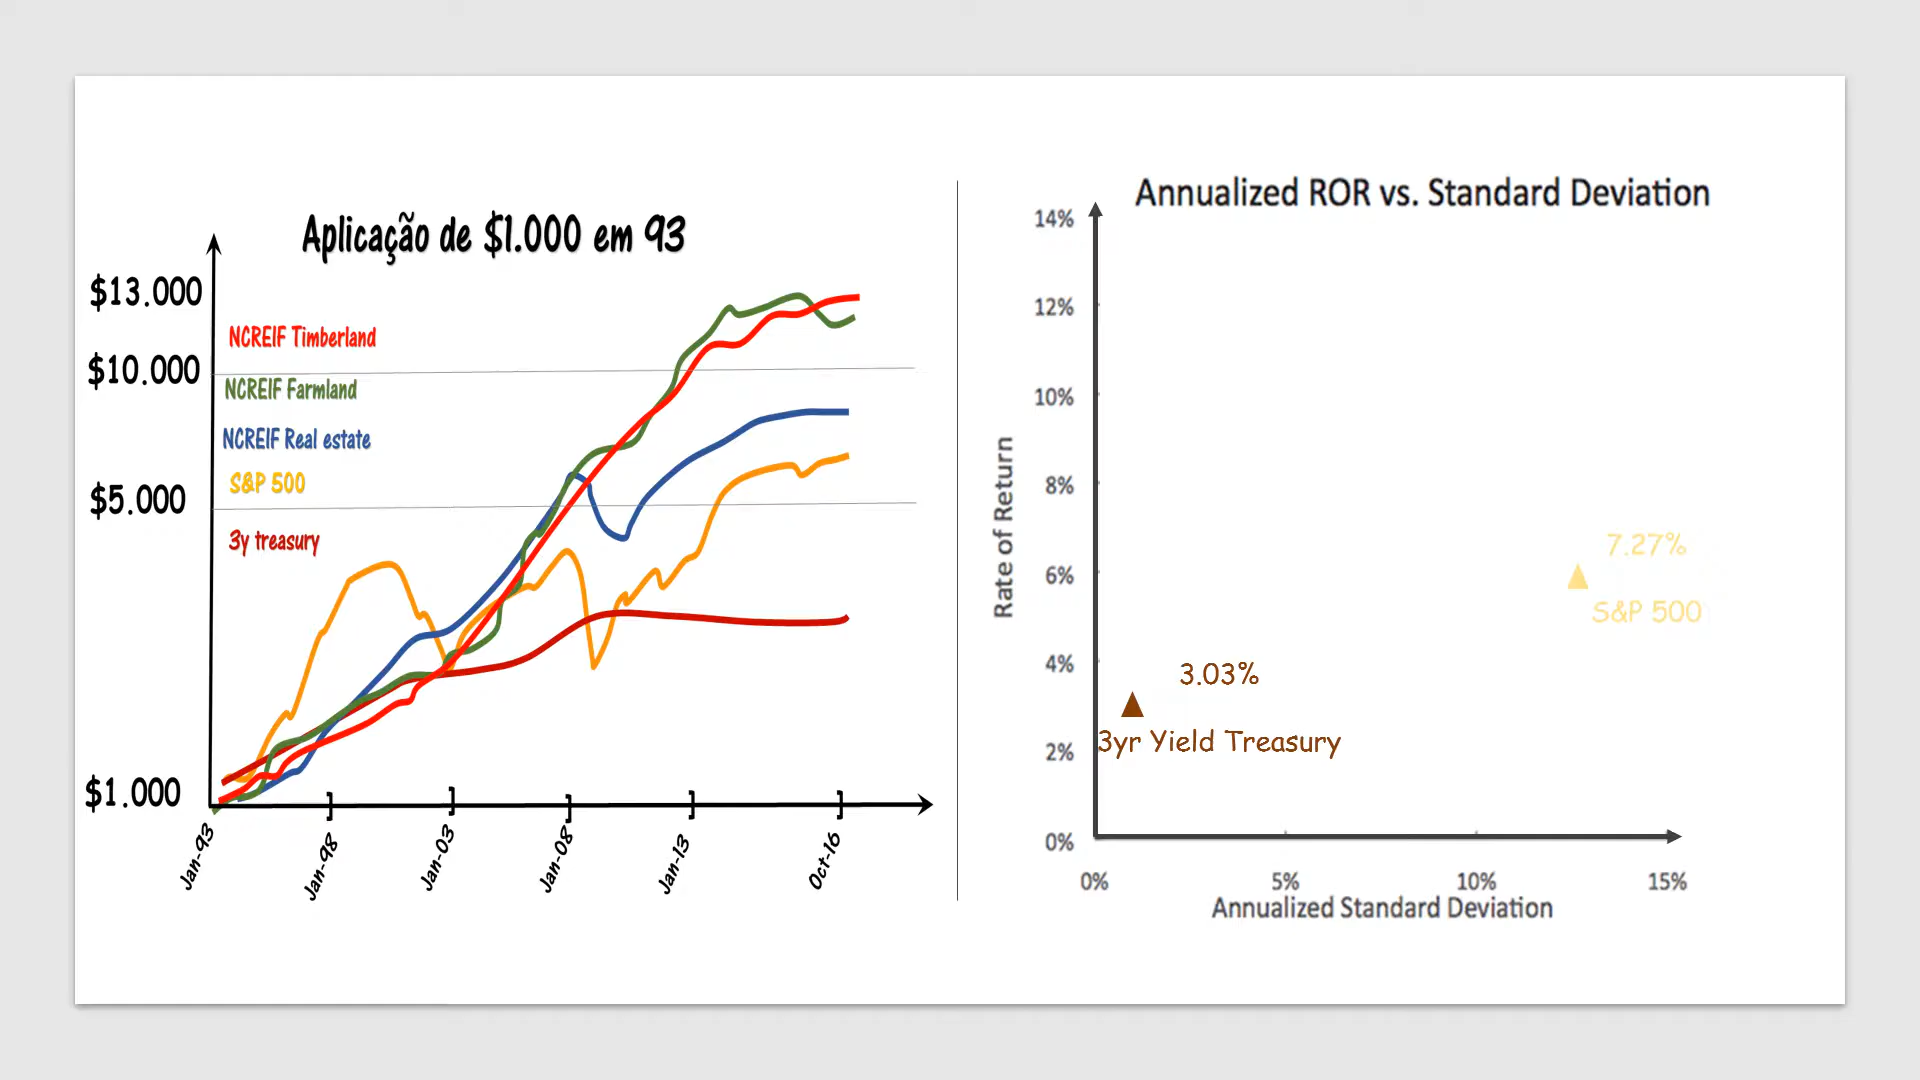 Aplicação de $1.000 em 93
$13.000
NCREIF Timberland
$10.000
NCREIF Farmland
NCREIF Real estate
S&P 500
$5.000
3y treasury
$1.000
Jan-93
Jan-98
Jan-03
Jan-08
Jan-13
Oct-16
Annualized ROR vs. Standard Deviation
14%
12%
10%
8%
6%
4%
2%
0%
Rate of Return
7.27%
S&P 500
3.03%
3yr Yield Treasury
0%
5%
10%
15%
Annualized Standard Deviation